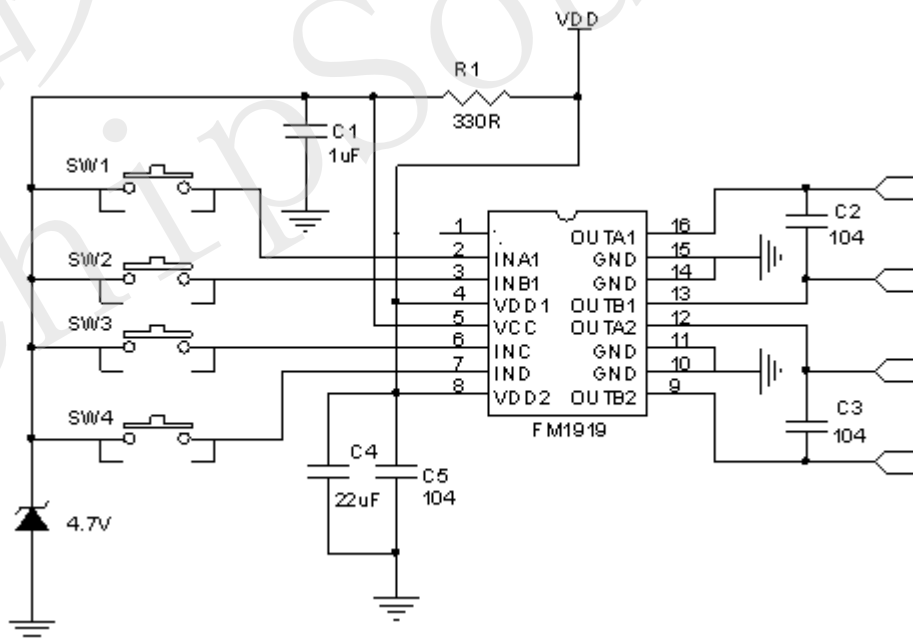 VDD
R1
330R
C1
1uF
SW1
SW2
SW3
SW4
4.7V
C4
22uF
C5
104
1
2
3
4
5
6
7
8
INA1
INB1
VDD1
VCC
INC
IND
VDD2
OUTA1
GND
GND
OUTB1
OUTA2
GND
GND
OUTB2
16
15
14
13
12
11
10
9
FM1919
C2
104
C3
104